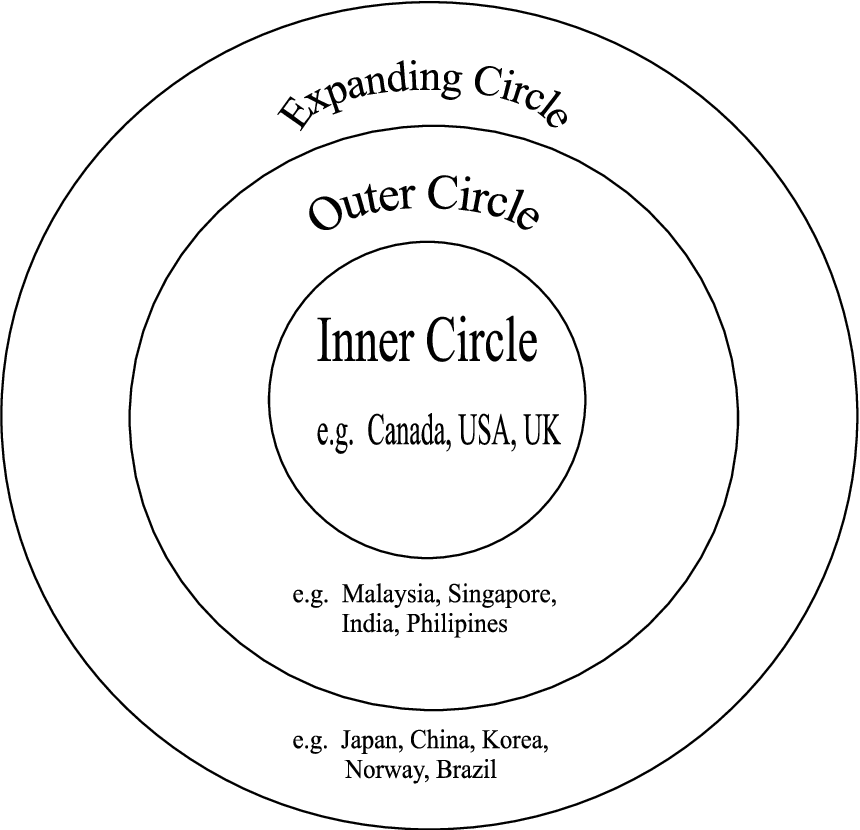 Expanding Circle
Outer Circle
Inner Circle
e.g. Canada, USA, UK
e.g. Malaysia, Singapore,
India, Philipines
e.g. Japan, China, Korea,
Norway, Brazil